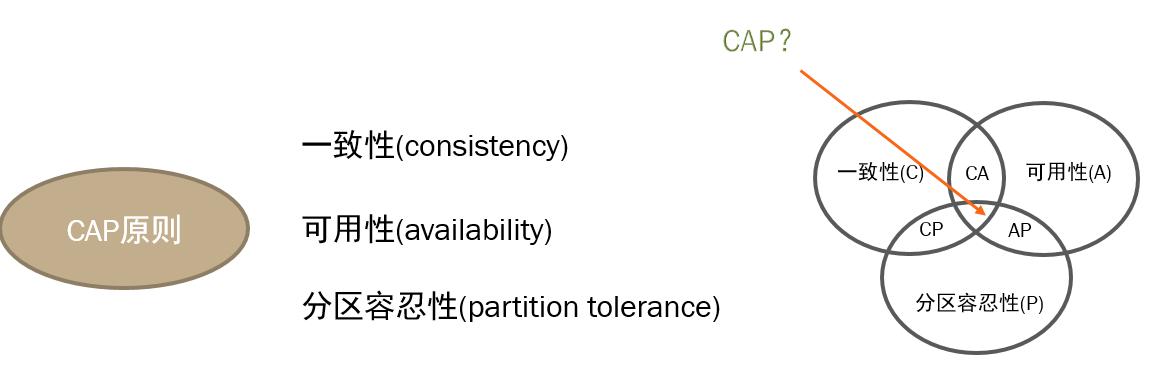 CAP?
一致性(consistency)
一致性(C)
CA
可用性(A)
CAP原则
可用性(availability)
CP
AP
分区容忍性(partition tolerance)
分区容忍性(P)